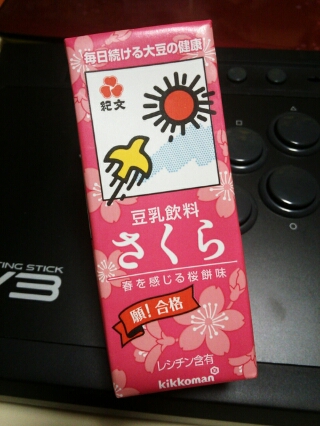 毎日続ける大豆の健康
紀文
豆乳飲料
さくら
春を感じる桜餅味
願!合格
レシチン含有
kikkoman
TING STICK
V3